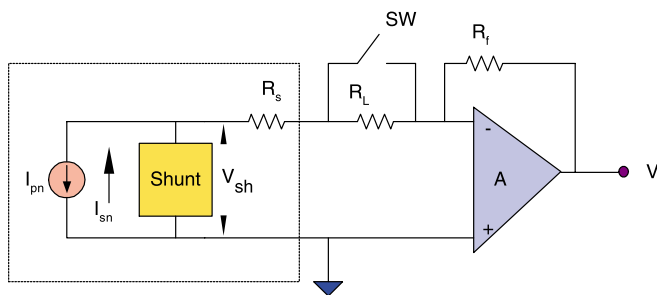 SW
R_f
R_s
R_L
I_pn
I_sn
Shunt
V_sh
-
A
+
V